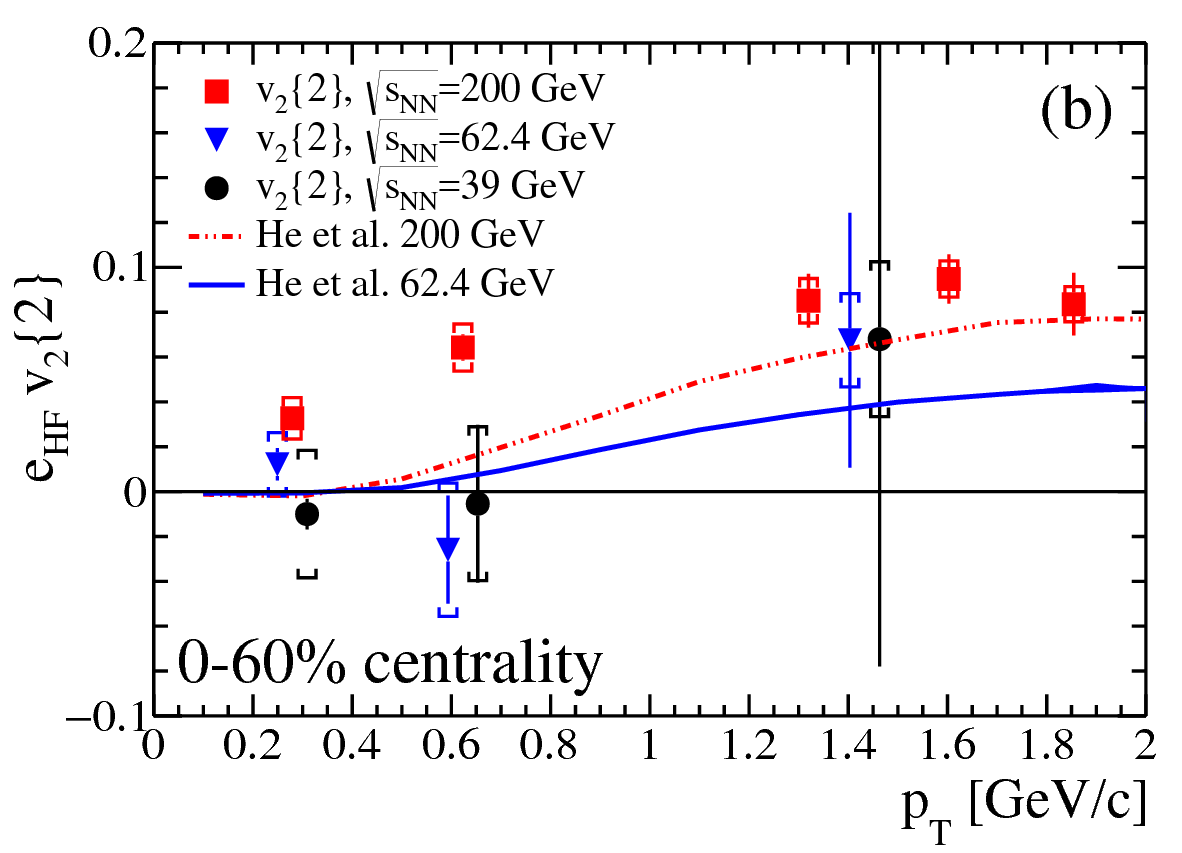 0.2
v2{2}, √sNN=200 GeV
(b)
v2{2}, √sNN=62.4 GeV
v2{2}, √sNN=39 GeV
He et al. 200 GeV
0.1
He et al. 62.4 GeV
eHF v2{2}
0
0-60% centrality
−0.1
0 0.2 0.4 0.6 0.8 1 1.2 1.4 1.6 1.8 2
pT [GeV/c]